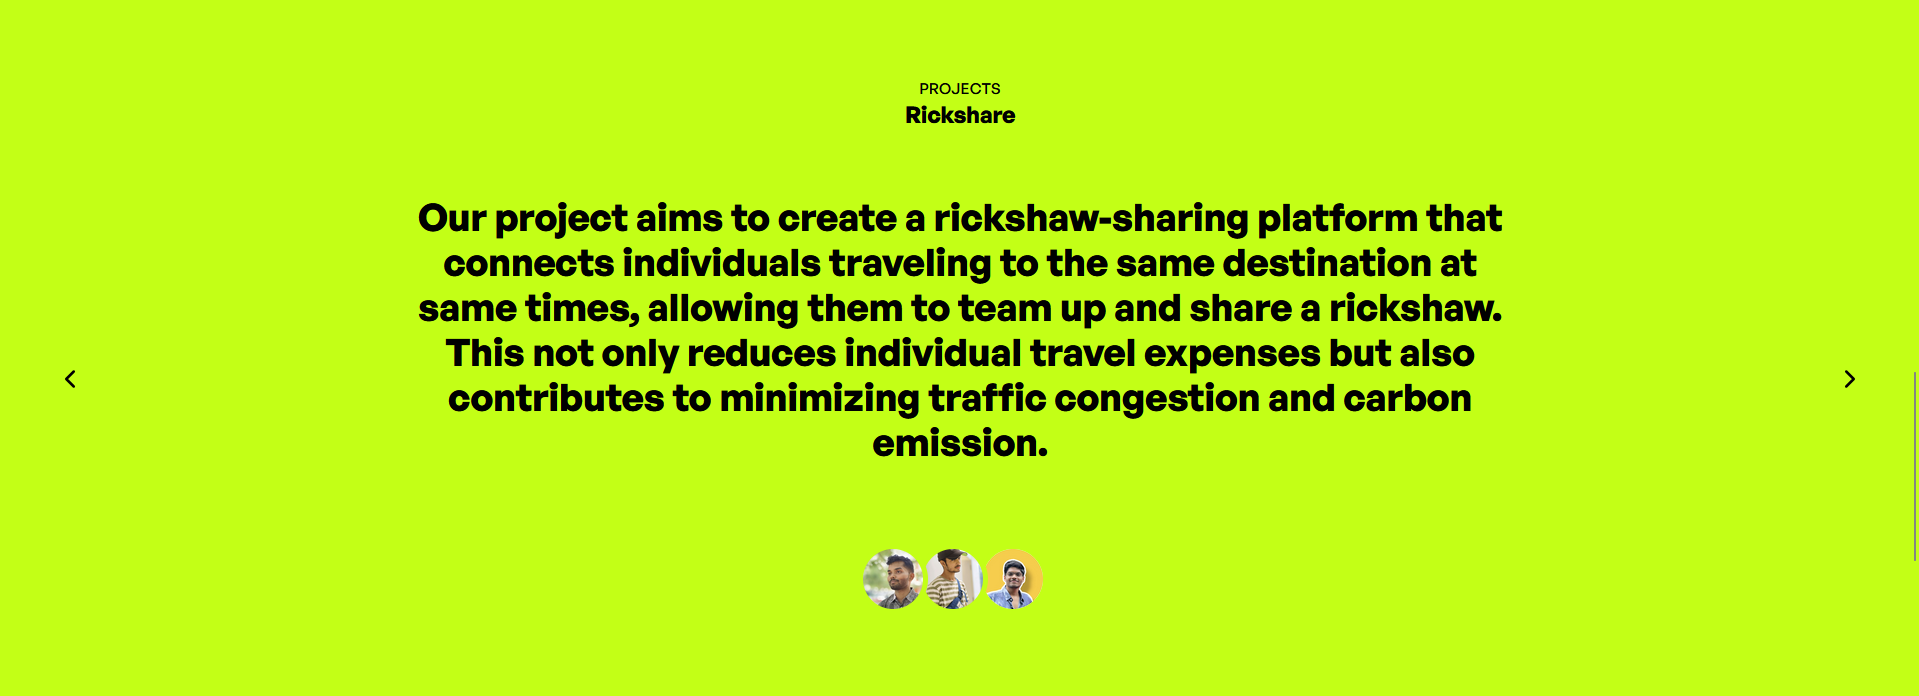 PROJECTS
Rickshare
Our project aims to create a rickshaw-sharing platform that
connects individuals traveling to the same destination at
same times, allowing them to team up and share a rickshaw.
This not only reduces individual travel expenses but also
contributes to minimizing traffic congestion and carbon
emission.